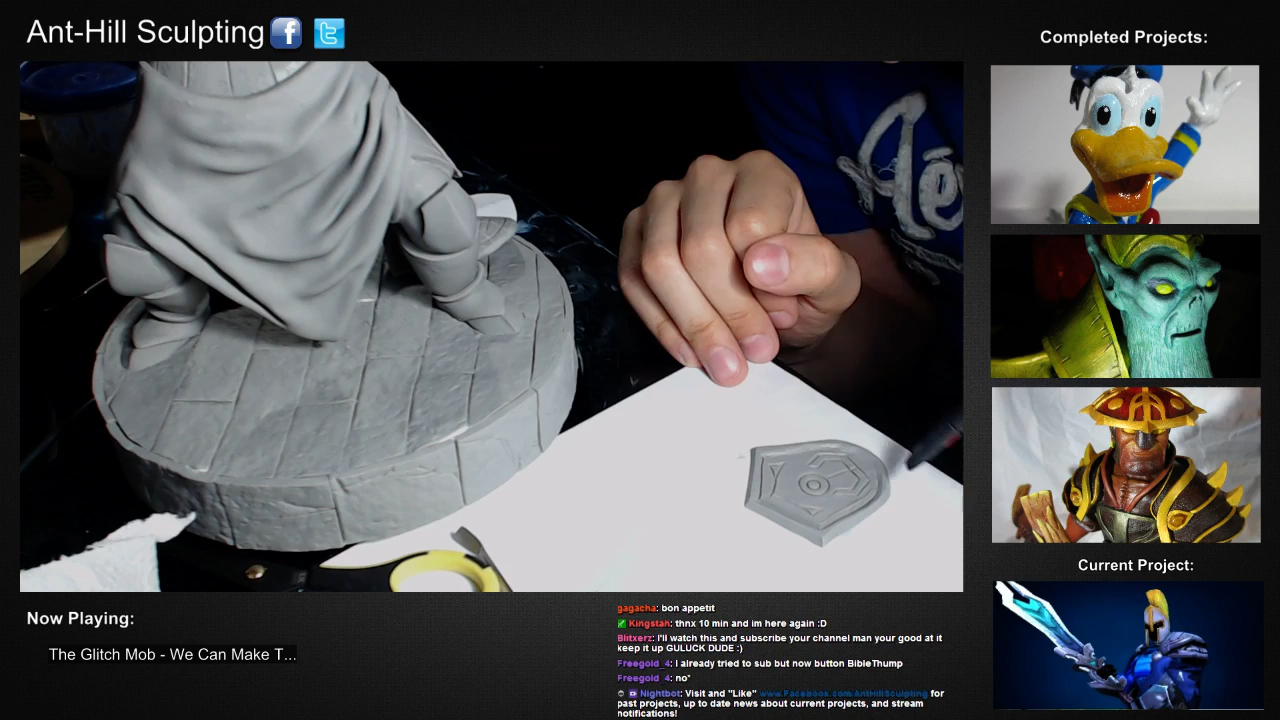 Ant-Hill Sculpting
Completed Projects:
Aé
Current Project:
Now Playing:
The Glitch Mob - We Can Make T...
gagacha: bon appetit
Kingstah: thnx 10 min and im here again :D
Blitxerz: I'll watch this and subscribe your channel man your good at it
keep it up GULUCK DUDE :)
Freegold_4: I already tried to sub but now button BibleThump
Freegold_4: no*
Nightbot: Visit and "Like" www.Facebook.com/AntHillSculpting for
past projects, up to date news about current projects, and stream
notifications!